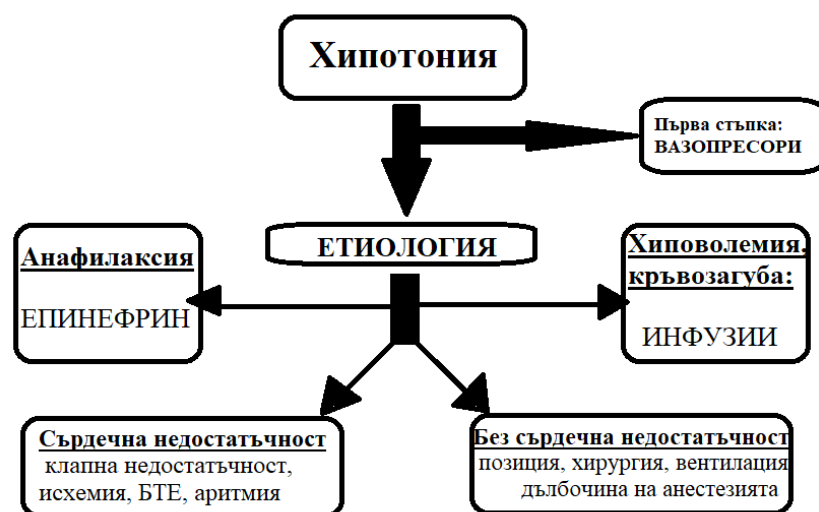 Хипотония
Първа стъпка:
ВАЗОПРЕСОРИ
ЕТИОЛОГИЯ
Анафилаксия
ЕПИНЕФРИН
Хиповолемия,
кръвозагуба:
ИНФУЗИИ
Сърдечна недостатъчност
клапна недостатъчност,
исхемия, БТЕ, аритмия
Без сърдечна недостатъчност
позиция, хирургия, вентилация
дълбочина на анестезията